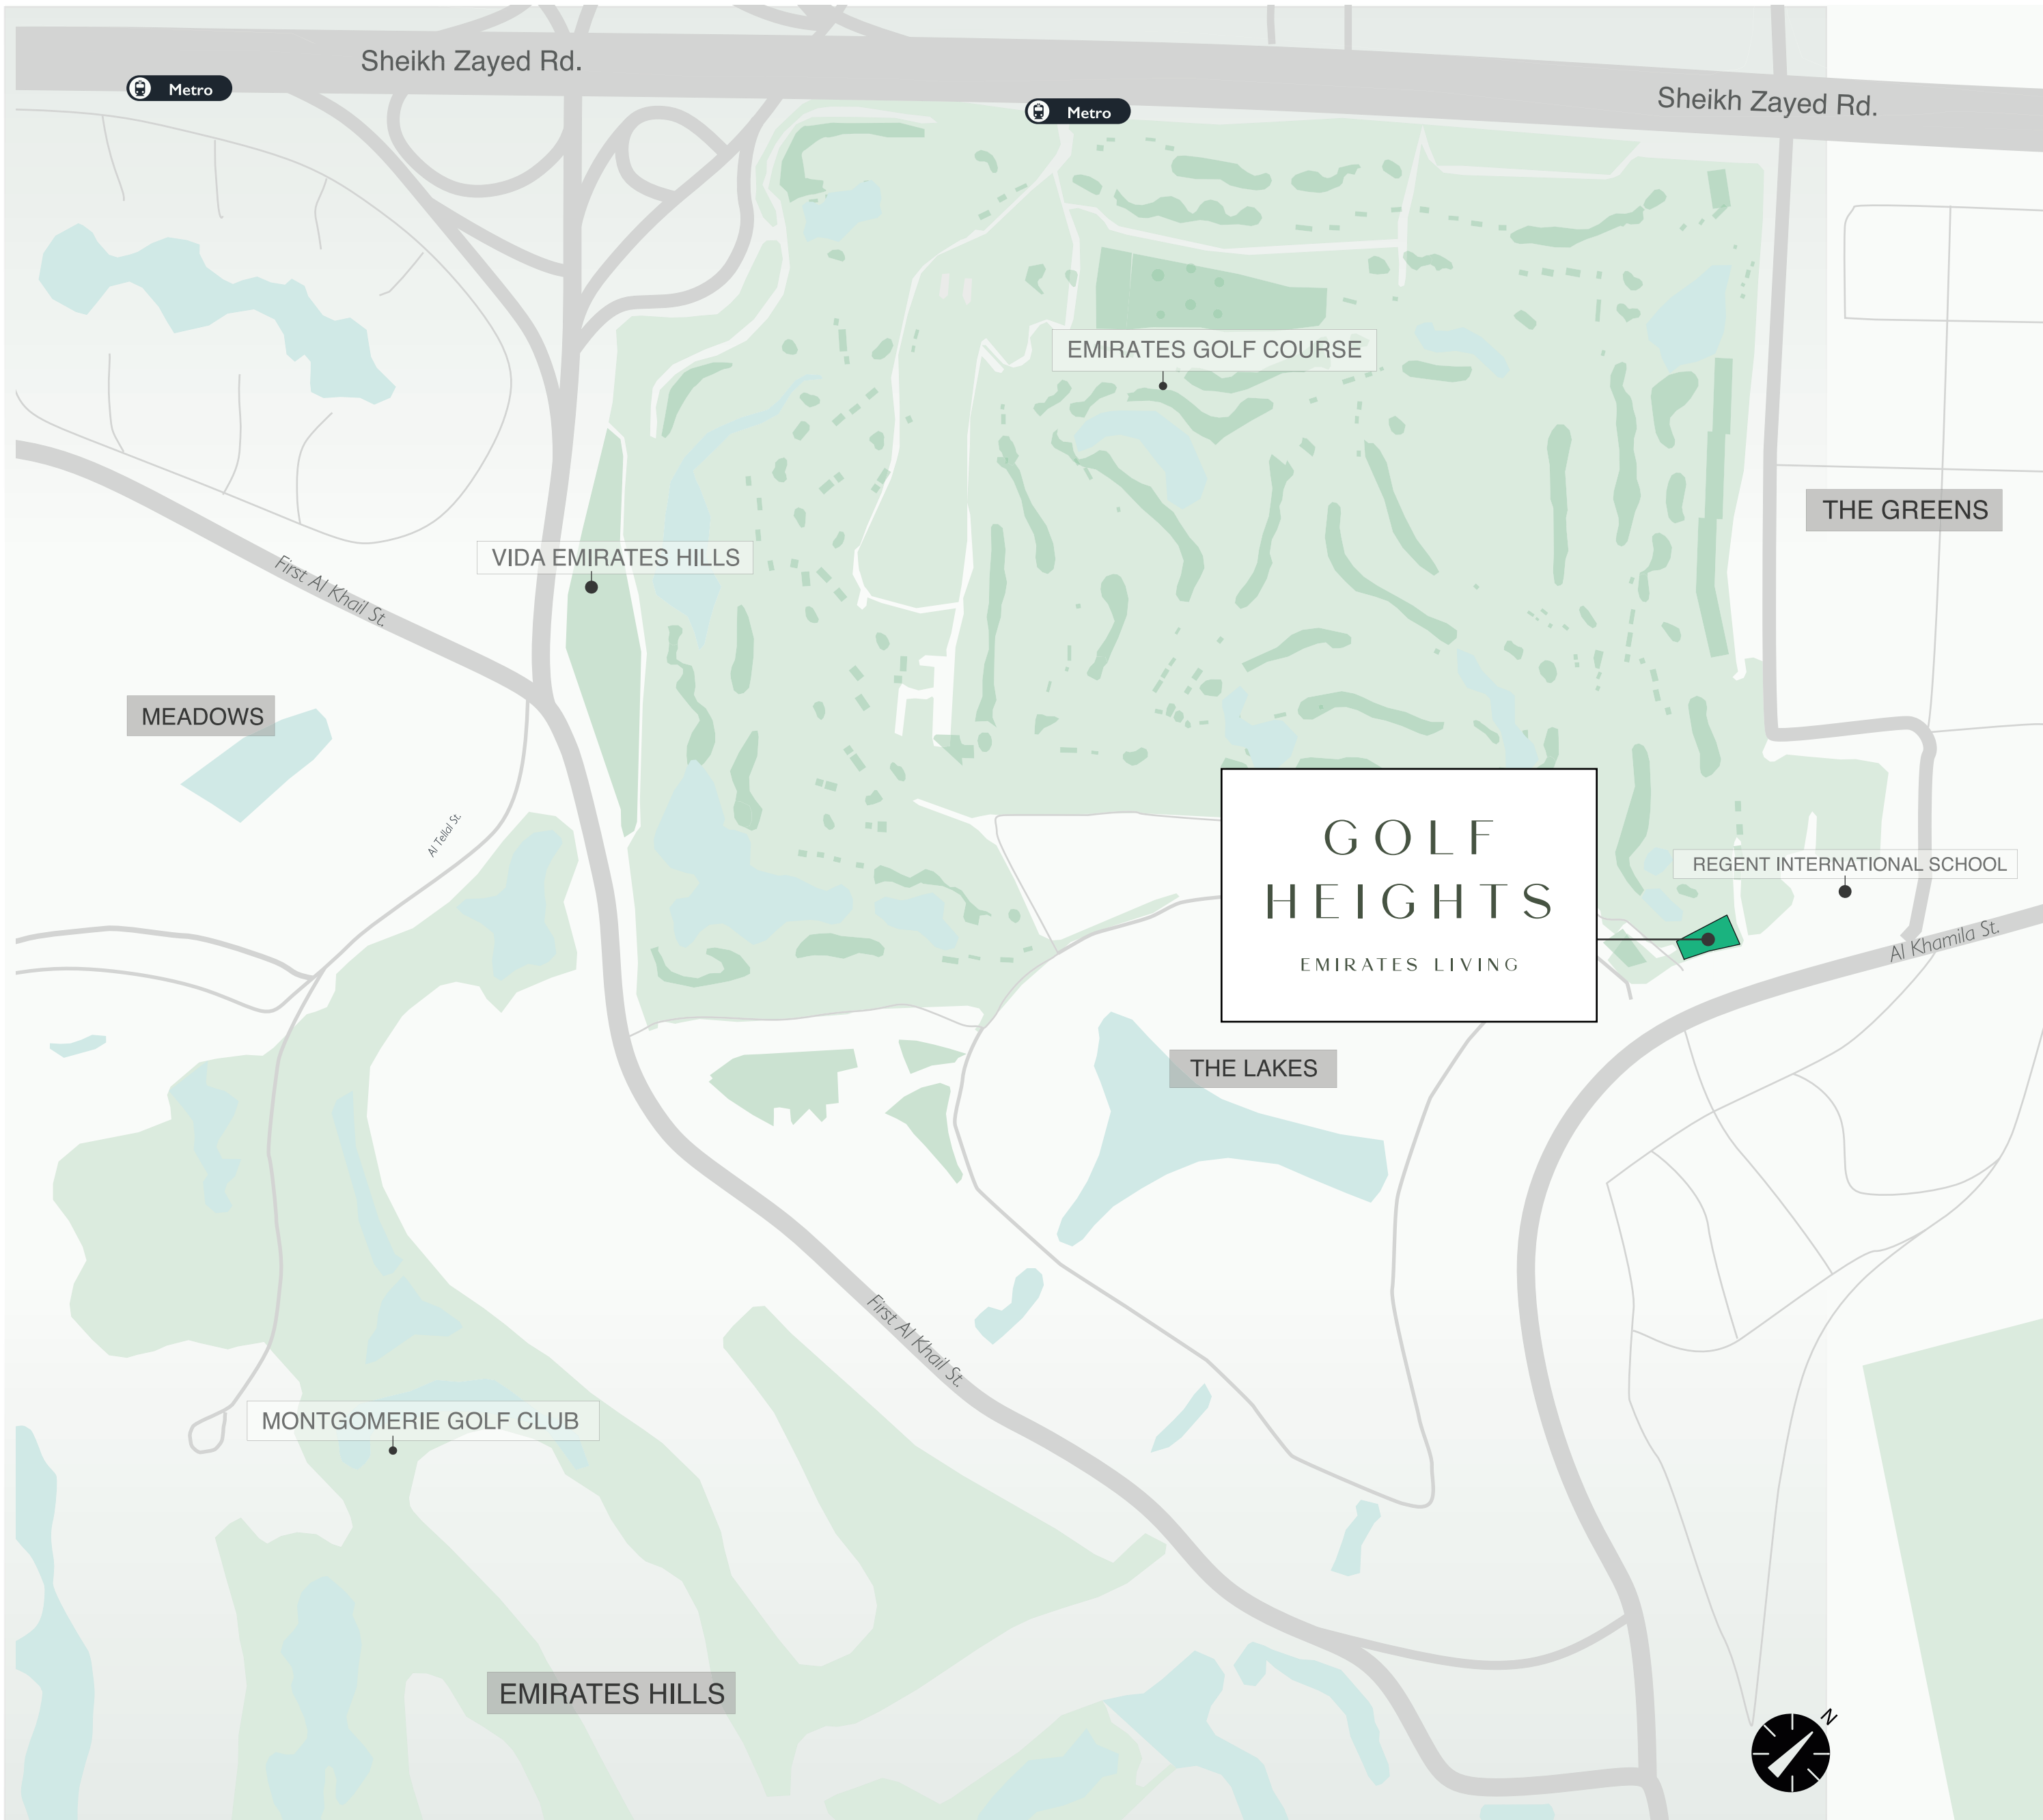 Sheikh Zayed Rd.
Metro
Metro
Sheikh Zayed Rd.
EMIRATES GOLF COURSE
THE GREENS
VIDA EMIRATES HILLS
First Al Khail St.
MEADOWS
Al Tellal St.
GOLF
HEIGHTS
EMIRATES LIVING
REGENT INTERNATIONAL SCHOOL
Al Khamila St.
THE LAKES
First Al Khail St.
MONTGOMERIE GOLF CLUB
EMIRATES HILLS
N